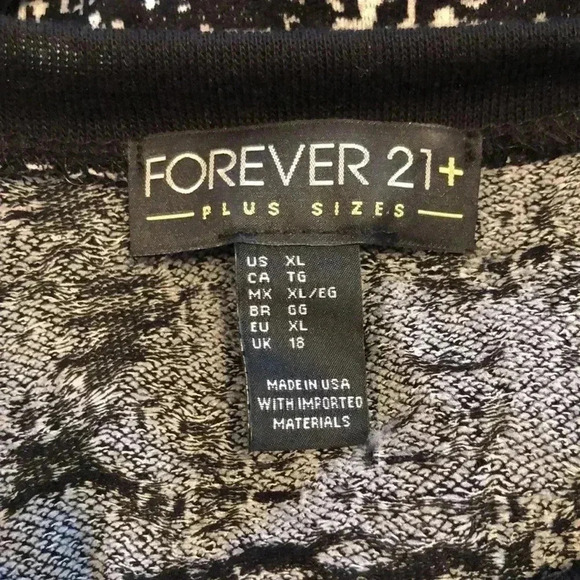 FOREVER 21+
PLUS SIZES
US XL
CA TG
MX XL/EG
BR GG
EU XL
UK 18
MADE IN USA
WITH IMPORTED
MATERIALS